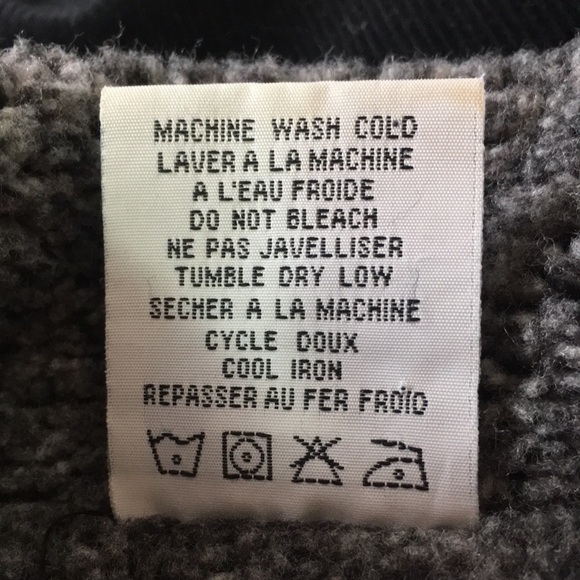 MACHINE WASH COLD
LAVER A LA MACHINE
A L'EAU FROIDE
DO NOT BLEACH
NE PAS JAVELLISER
TUMBLE DRY LOW
SECHER A LA MACHINE
CYCLE DOUX
COOL IRON
REPASSER AU FER FROID